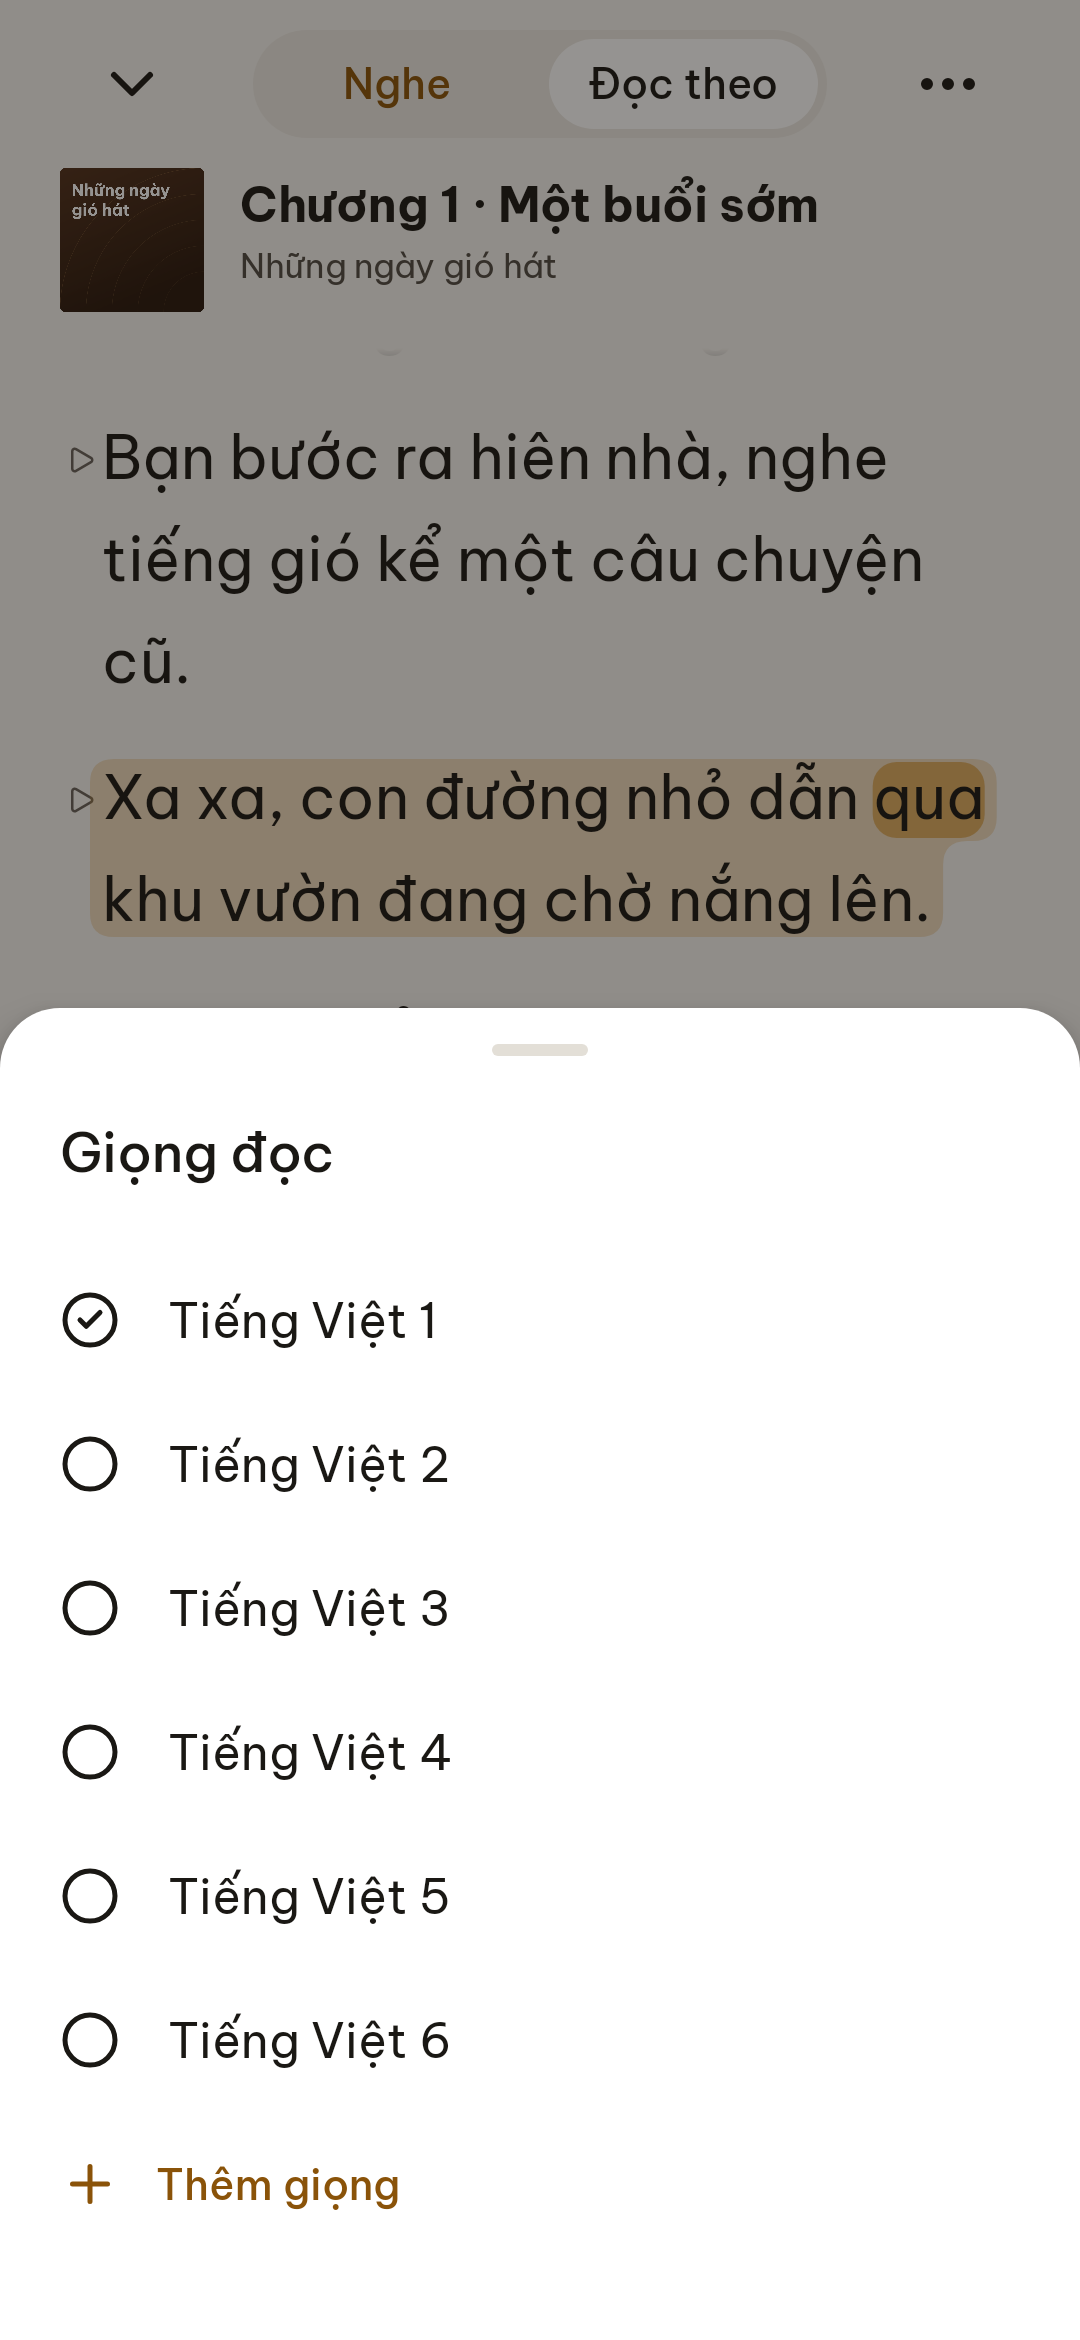 Nghe
Đọc theo
Những ngày
gió hát
Chương 1 · Một buổi sớm
Những ngày gió hát
Bạn bước ra hiên nhà, nghe
tiếng gió kể một câu chuyện
cũ.
Xa xa, con đường nhỏ dẫn qua
khu vườn đang chờ nắng lên.
Giọng đọc
Tiếng Việt 1
Tiếng Việt 2
Tiếng Việt 3
Tiếng Việt 4
Tiếng Việt 5
Tiếng Việt 6
Thêm giọng